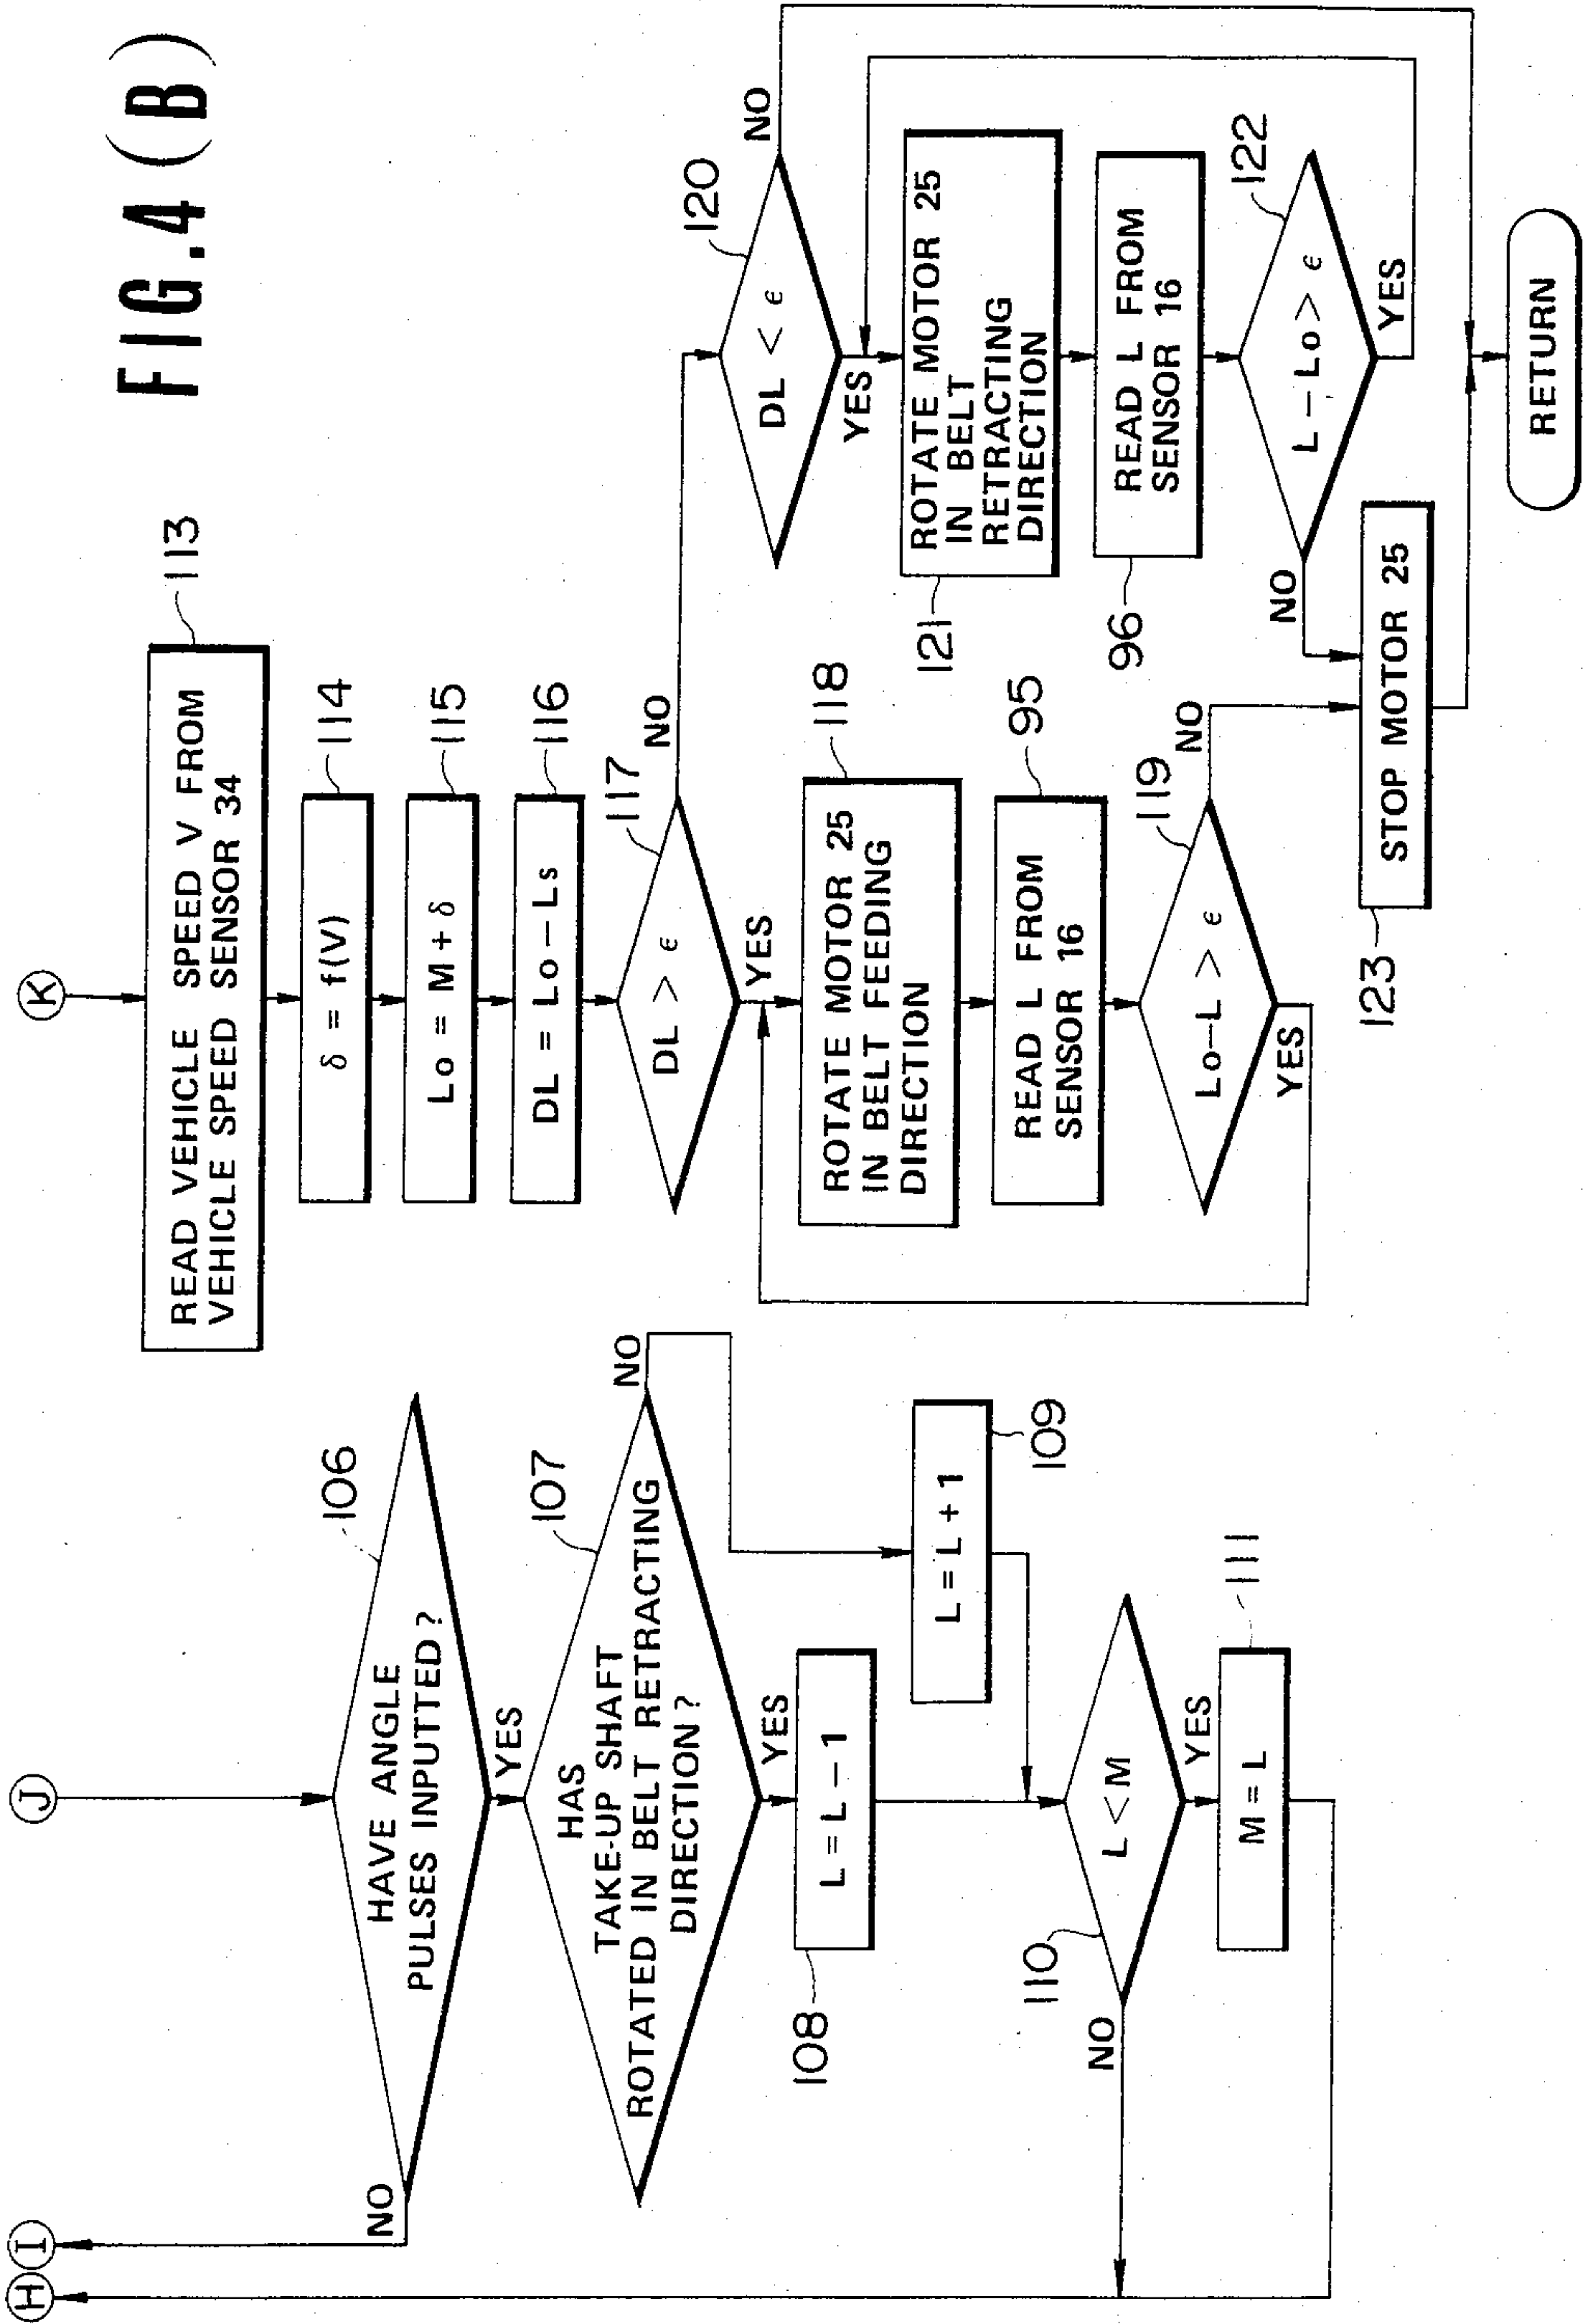 FIG.4 (B)
H
I
J
106
HAVE ANGLE
PULSES INPUTTED?
NO
YES
107
HAS
TAKE-UP SHAFT
ROTATED IN BELT RETRACTING
DIRECTION?
NO
YES
108
L = L − 1
L = L + 1
109
110
L < M
NO
YES
M = L
111
K
113
READ VEHICLE SPEED V FROM
VEHICLE SPEED SENSOR 34
114
δ = f(V)
115
Lo = M + δ
116
DL = Lo − Ls
117
DL > ϵ
NO
YES
118
ROTATE MOTOR 25
IN BELT FEEDING
DIRECTION
95
READ L FROM
SENSOR 16
119
Lo−L > ϵ
NO
YES
120
DL < ϵ
NO
YES
121
ROTATE MOTOR 25
IN BELT
RETRACTING
DIRECTION
96
READ L FROM
SENSOR 16
122
L − Lo > ϵ
NO
YES
123
STOP MOTOR 25
RETURN